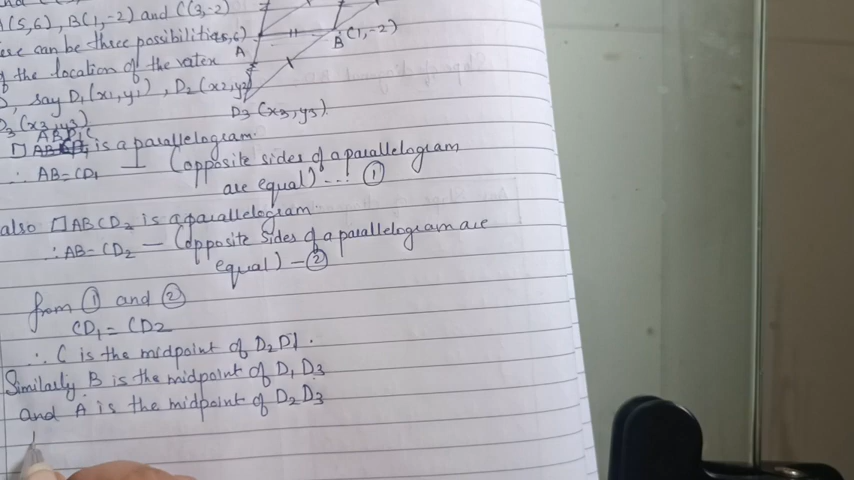 A(5,6), B(1,-2) and C(3,-2)
can be three possibilities
the location of the vertex
say D1(x1,y1), D2(x2,y2)
D3(x3,y3)
5,6)
A
B(1,-2)
D3(x3,y3).
ABD1C
□ is a parallelogram.
∴ AB=CD1 — (opposite sides of a parallelogram
are equal) --- ①
also □ABCD2 is a parallelogram.
∴ AB=CD2 — (opposite sides of a parallelogram are
equal) - ②
from ① and ②
CD1 = CD2
∴ C is the midpoint of D2D1.
Similarly B is the midpoint of D1D3
and A is the midpoint of D2D3